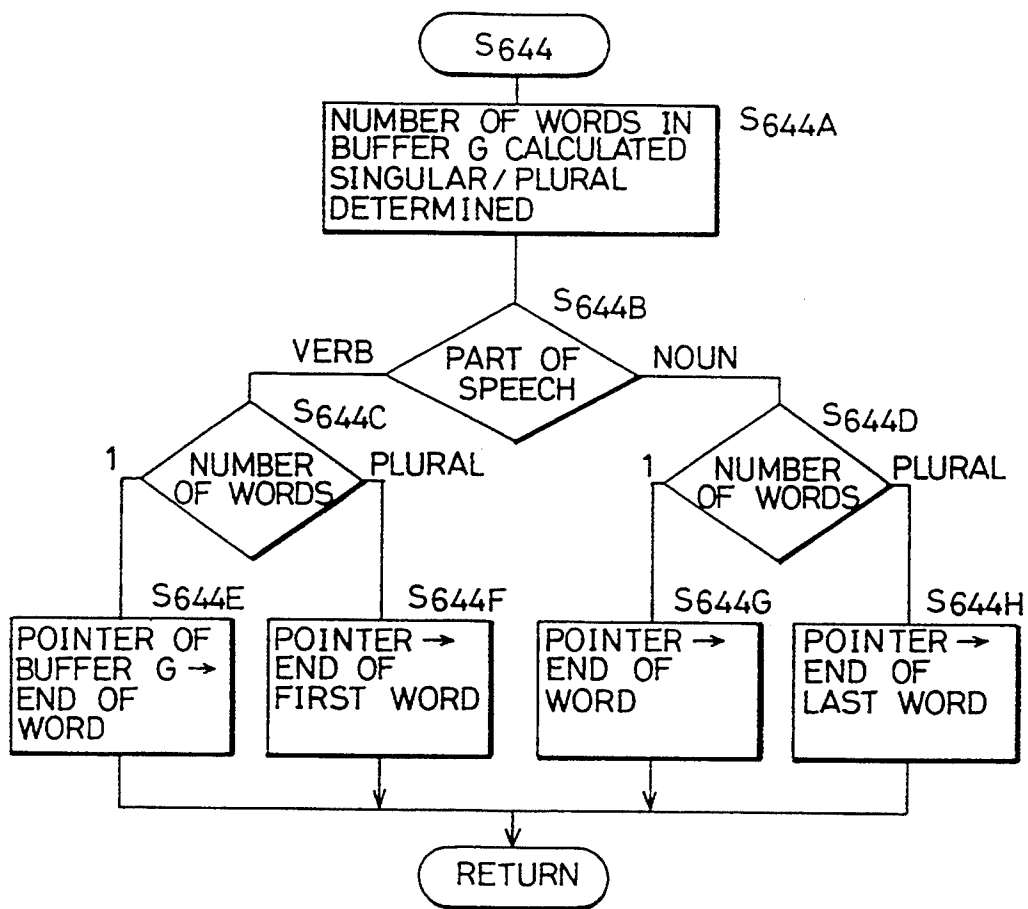 S644
NUMBER OF WORDS IN
BUFFER G CALCULATED
SINGULAR/PLURAL
DETERMINED
S644A
S644B
PART OF
SPEECH
VERB
NOUN
S644C
NUMBER
OF WORDS
1
PLURAL
S644D
NUMBER
OF WORDS
1
PLURAL
S644E
POINTER OF
BUFFER G →
END OF
WORD
S644F
POINTER →
END OF
FIRST WORD
S644G
POINTER →
END OF
WORD
S644H
POINTER →
END OF
LAST WORD
RETURN